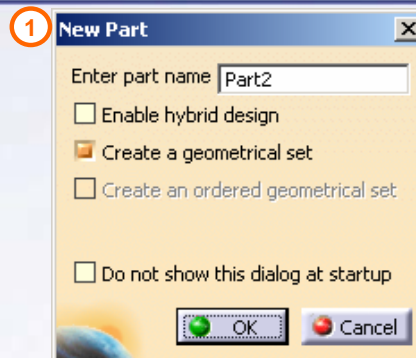 1
New Part
Enter part name Part2
Enable hybrid design
Create a geometrical set
Create an ordered geometrical set
Do not show this dialog at startup
OK Cancel